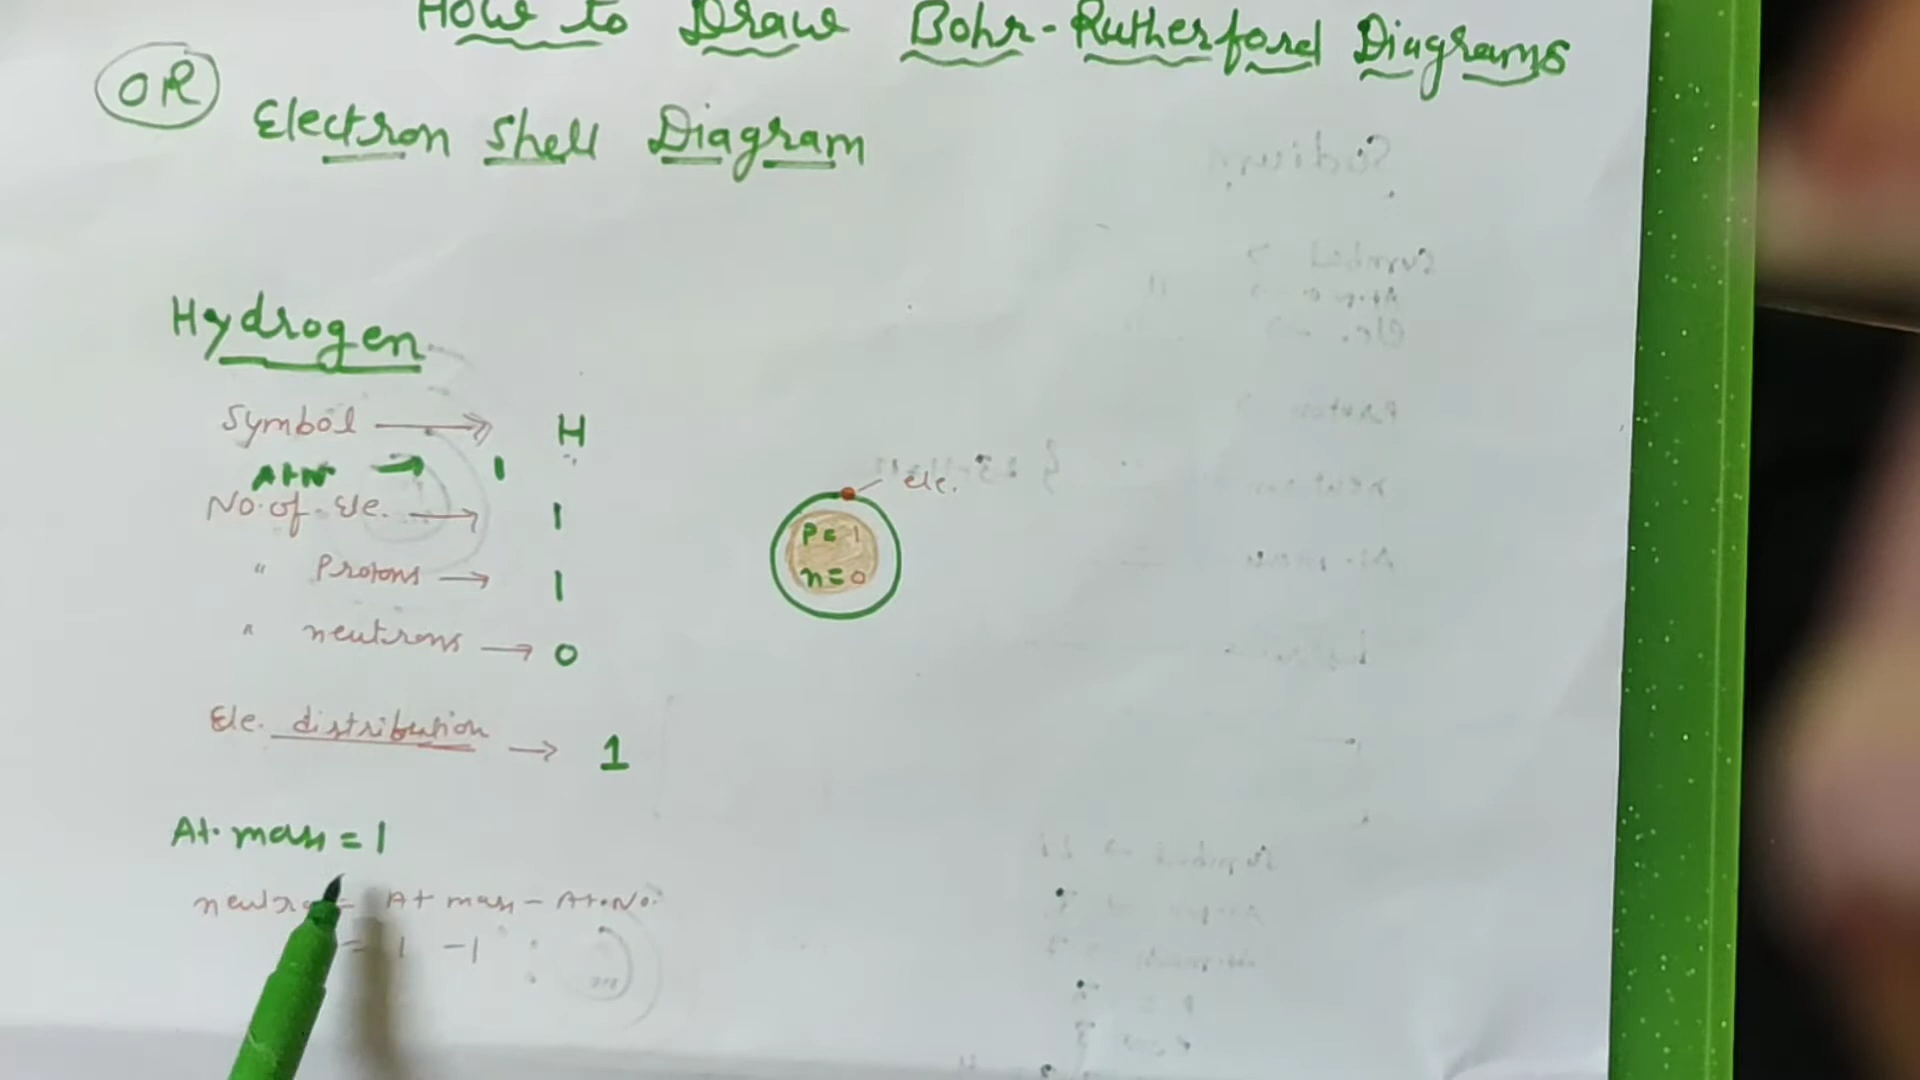 How to Draw Bohr-Rutherford Diagrams
OR
Electron Shell Diagram
Hydrogen
Symbol → H
At N → 1
No. of ele. → 1
" Protons → 1
" neutrons → 0
Ele. distribution → 1
ele.
P = 1
n = 0
At. mass = 1
At mass - At. No.
= 1 - 1